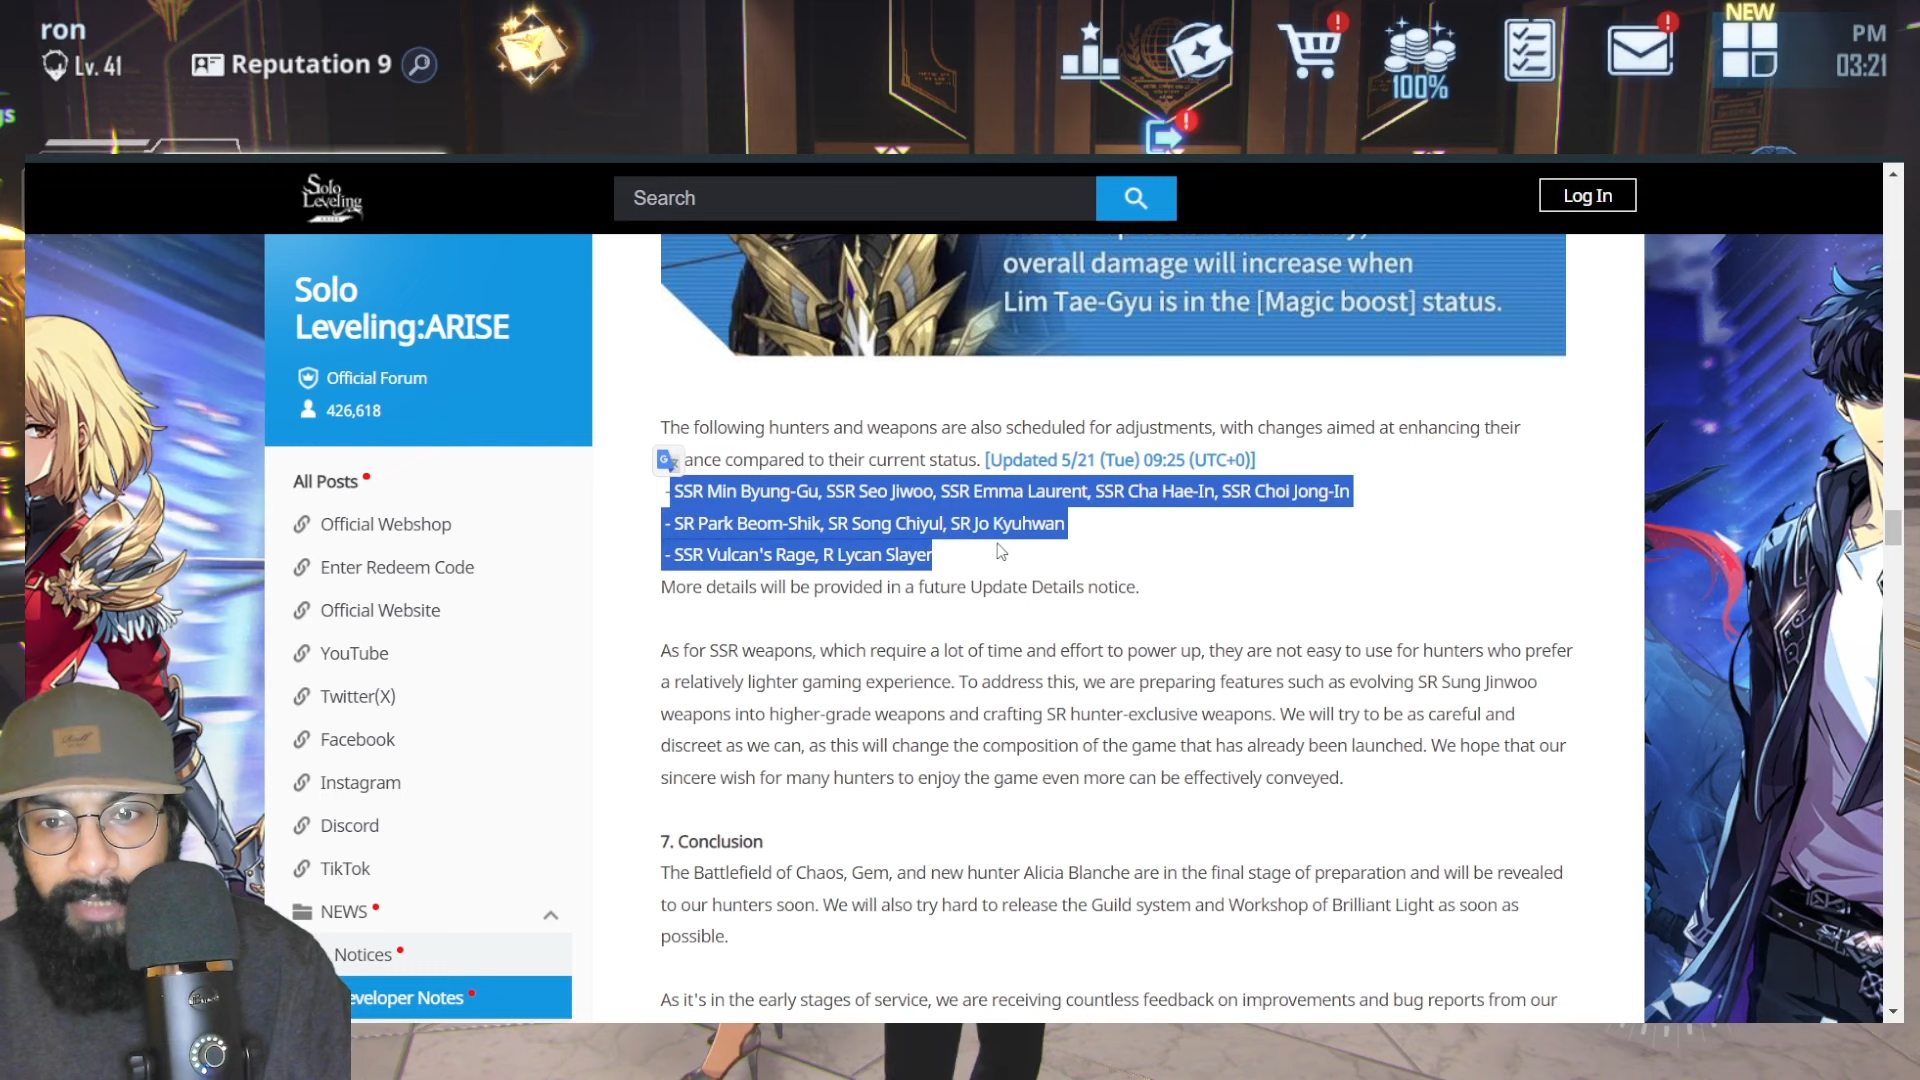 ron
Lv. 41
Reputation 9
100%
NEW
PM
03:21
gs
Solo
Leveling
ARISE
Search
Log In
Solo
Leveling:ARISE
Official Forum
426,618
All Posts
Official Webshop
Enter Redeem Code
Official Website
YouTube
Twitter(X)
Facebook
Instagram
Discord
TikTok
NEWS
Notices
eveloper Notes
overall damage will increase when
Lim Tae-Gyu is in the [Magic boost] status.
The following hunters and weapons are also scheduled for adjustments, with changes aimed at enhancing their
ance compared to their current status. [Updated 5/21 (Tue) 09:25 (UTC+0)]
- SSR Min Byung-Gu, SSR Seo Jiwoo, SSR Emma Laurent, SSR Cha Hae-In, SSR Choi Jong-In
- SR Park Beom-Shik, SR Song Chiyul, SR Jo Kyuhwan
- SSR Vulcan's Rage, R Lycan Slayer
More details will be provided in a future Update Details notice.
As for SSR weapons, which require a lot of time and effort to power up, they are not easy to use for hunters who prefer
a relatively lighter gaming experience. To address this, we are preparing features such as evolving SR Sung Jinwoo
weapons into higher-grade weapons and crafting SR hunter-exclusive weapons. We will try to be as careful and
discreet as we can, as this will change the composition of the game that has already been launched. We hope that our
sincere wish for many hunters to enjoy the game even more can be effectively conveyed.
7. Conclusion
The Battlefield of Chaos, Gem, and new hunter Alicia Blanche are in the final stage of preparation and will be revealed
to our hunters soon. We will also try hard to release the Guild system and Workshop of Brilliant Light as soon as
possible.
As it's in the early stages of service, we are receiving countless feedback on improvements and bug reports from our